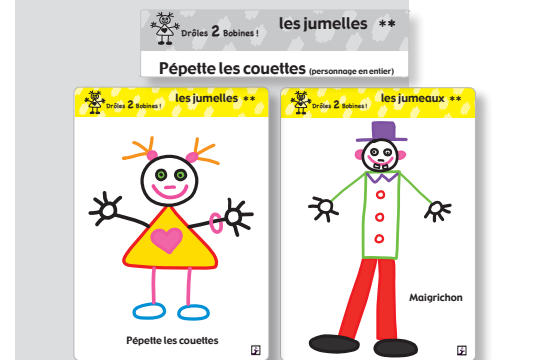 Drôles 2 Bobines !
les jumelles **
Pépette les couettes (personnage en entier)
Drôles 2 Bobines !
les jumelles **
Pépette les couettes
Drôles 2 Bobines !
les jumeaux **
Maigrichon